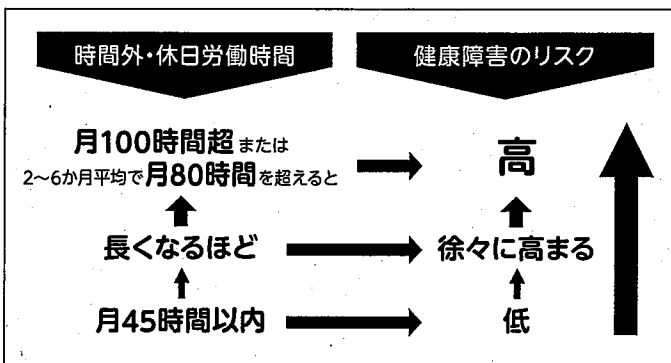 時間外・休日労働時間
健康障害のリスク
月100時間超または
2〜6か月平均で月80時間を超えると
高
長くなるほど
徐々に高まる
月45時間以内
低